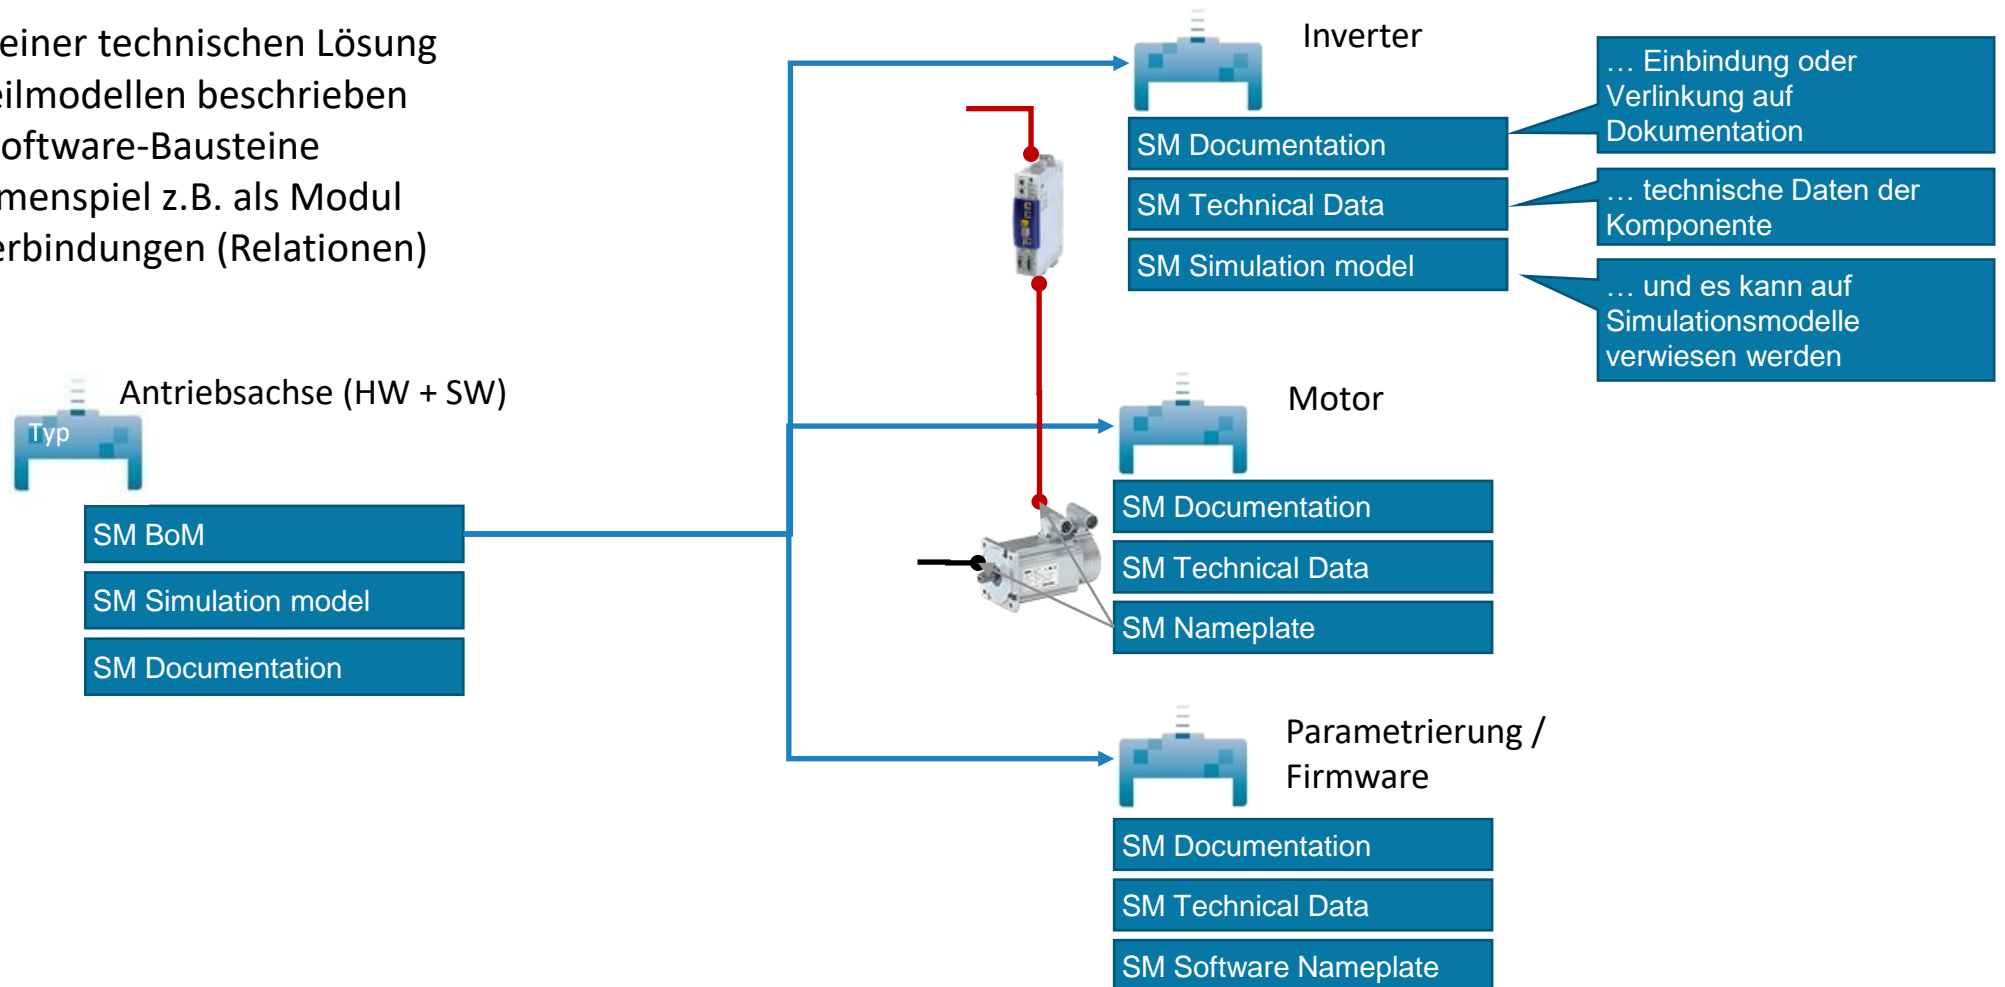 einer technischen Lösung
eilmodellen beschrieben
oftware-Bausteine
menspiel z.B. als Modul
erbindungen (Relationen)
Antriebsachse (HW + SW)
Typ
SM BoM
SM Simulation model
SM Documentation
Inverter
SM Documentation
SM Technical Data
SM Simulation model
… Einbindung oder
Verlinkung auf
Dokumentation
… technische Daten der
Komponente
… und es kann auf
Simulationsmodelle
verwiesen werden
Motor
SM Documentation
SM Technical Data
SM Nameplate
Parametrierung /
Firmware
SM Documentation
SM Technical Data
SM Software Nameplate